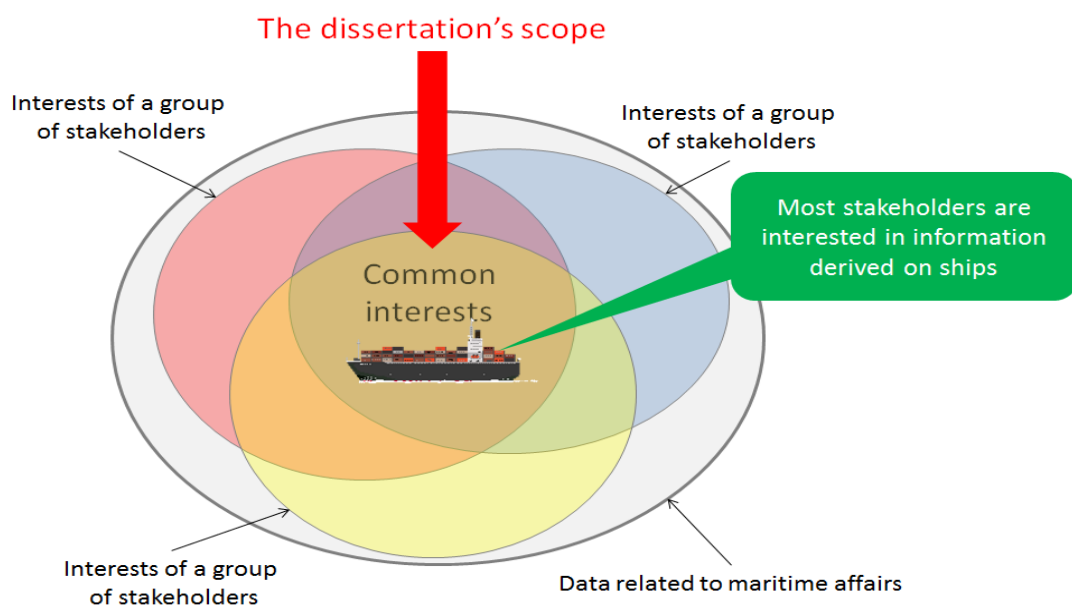 The dissertation's scope
Interests of a group
of stakeholders
Interests of a group
of stakeholders
Most stakeholders are
interested in information
derived on ships
Common
interests
Interests of a group
of stakeholders
Data related to maritime affairs